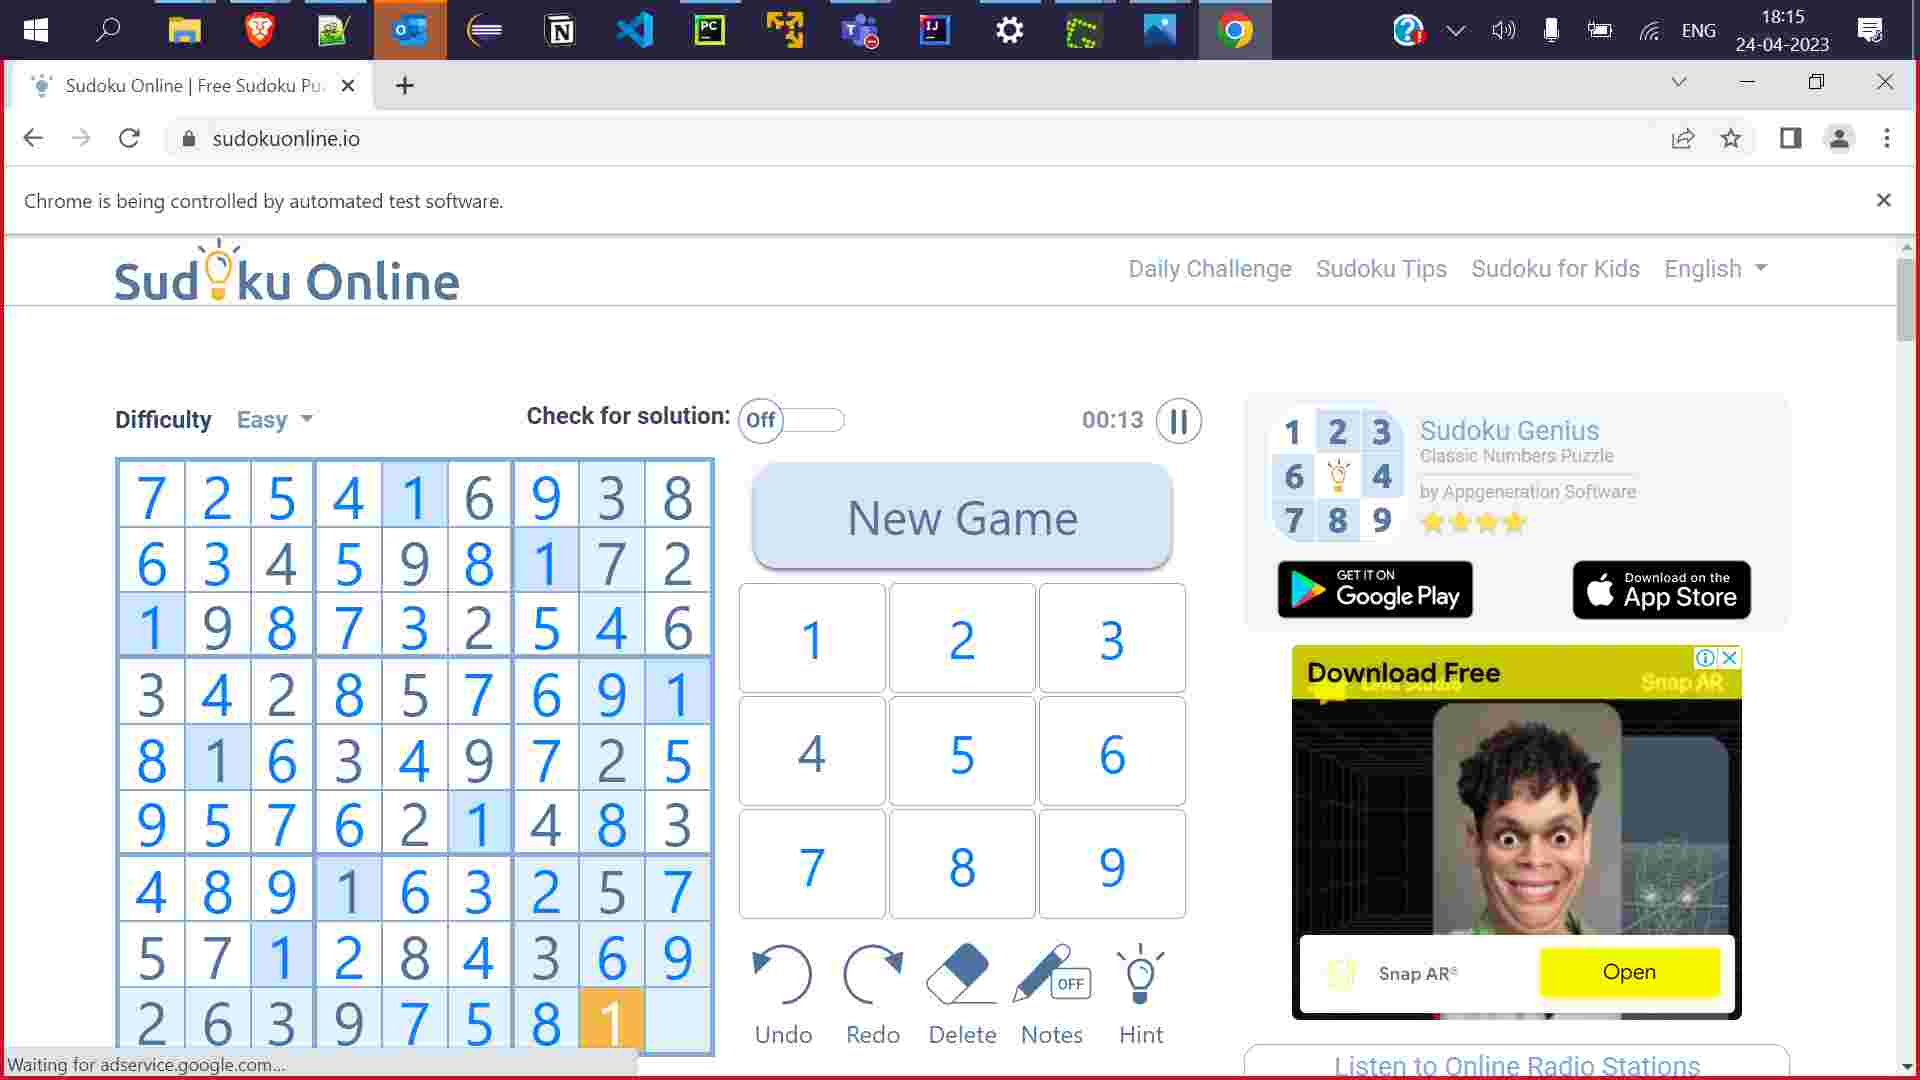 ENG
18:15
24-04-2023
Sudoku Online | Free Sudoku Pu
sudokuonline.io
Chrome is being controlled by automated test software.
Sudoku Online
Daily Challenge Sudoku Tips Sudoku for Kids English
Difficulty Easy
Check for solution: Off
00:13
7 2 5 4 1 6 9 3 8
6 3 4 5 9 8 1 7 2
1 9 8 7 3 2 5 4 6
3 4 2 8 5 7 6 9 1
8 1 6 3 4 9 7 2 5
9 5 7 6 2 1 4 8 3
4 8 9 1 6 3 2 5 7
5 7 1 2 8 4 3 6 9
2 6 3 9 7 5 8 1
New Game
1 2 3
4 5 6
7 8 9
OFF
Undo Redo Delete Notes Hint
1 2 3
6 4
7 8 9
Sudoku Genius
Classic Numbers Puzzle
by Appgeneration Software
GET IT ON
Google Play
Download on the
App Store
Download Free
Snap AR
Snap AR®
Open
Listen to Online Radio Stations
Waiting for adservice.google.com...